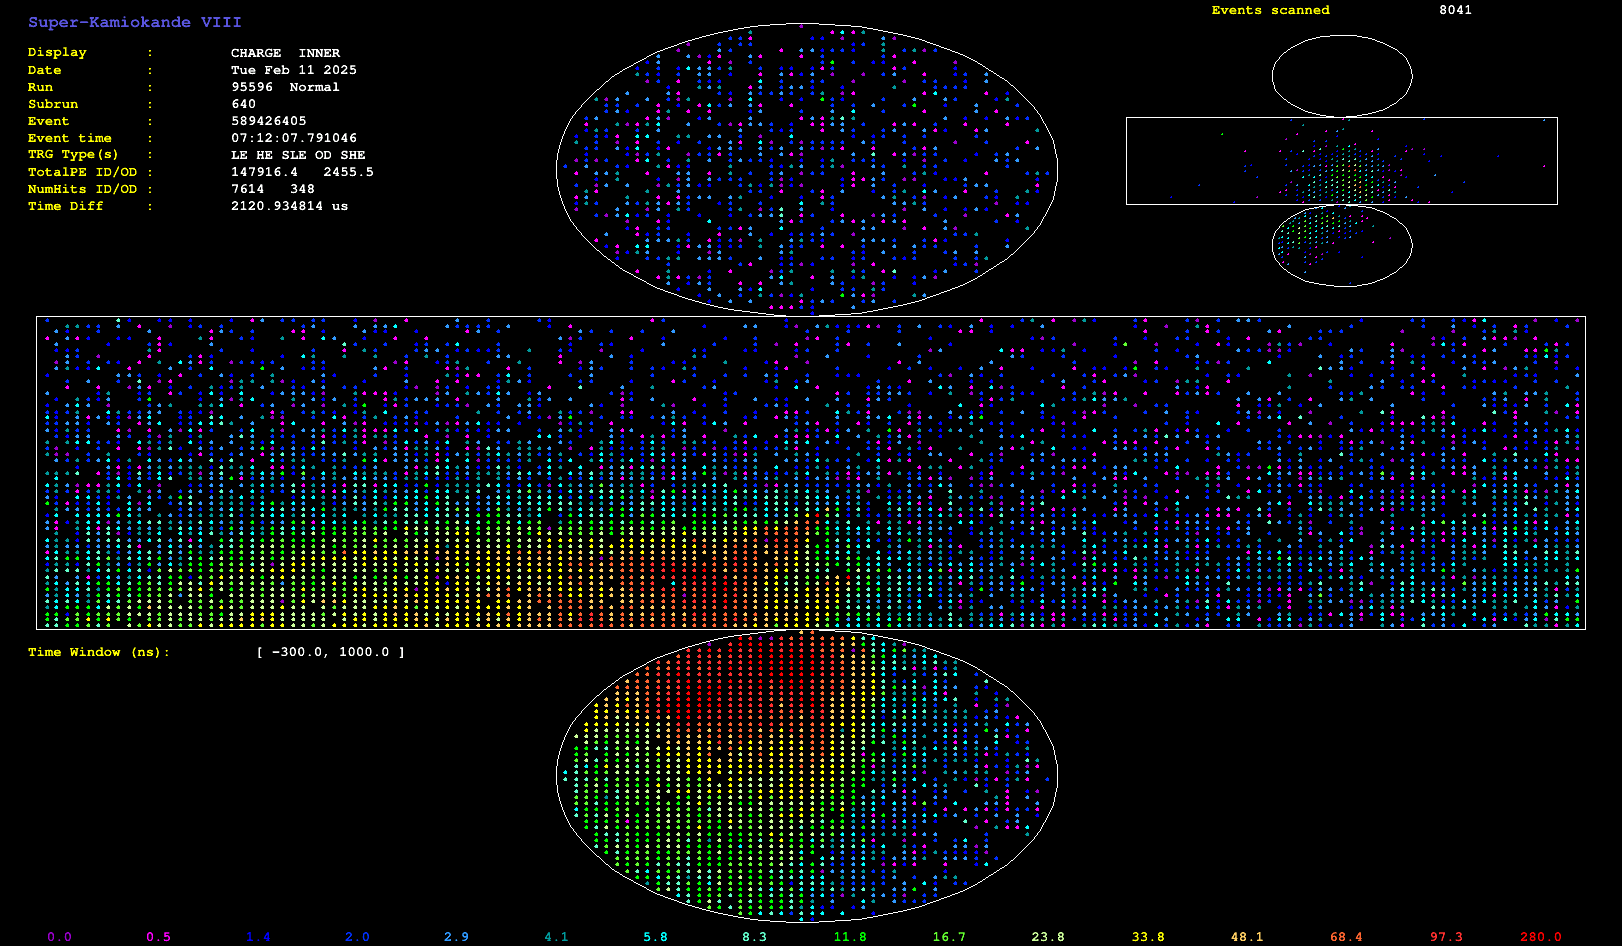 Super-Kamiokande VIII
Events scanned 8041
Display : CHARGE INNER
Date : Tue Feb 11 2025
Run : 95596 Normal
Subrun : 640
Event : 589426405
Event time : 07:12:07.791046
TRG Type(s) : LE HE SLE OD SHE
TotalPE ID/OD : 147916.4 2455.5
NumHits ID/OD : 7614 348
Time Diff : 2120.934814 us
Time Window (ns): [ -300.0, 1000.0 ]
0.0 0.5 1.4 2.0 2.9 4.1 5.8 8.3 11.8 16.7 23.8 33.8 48.1 68.4 97.3 280.0